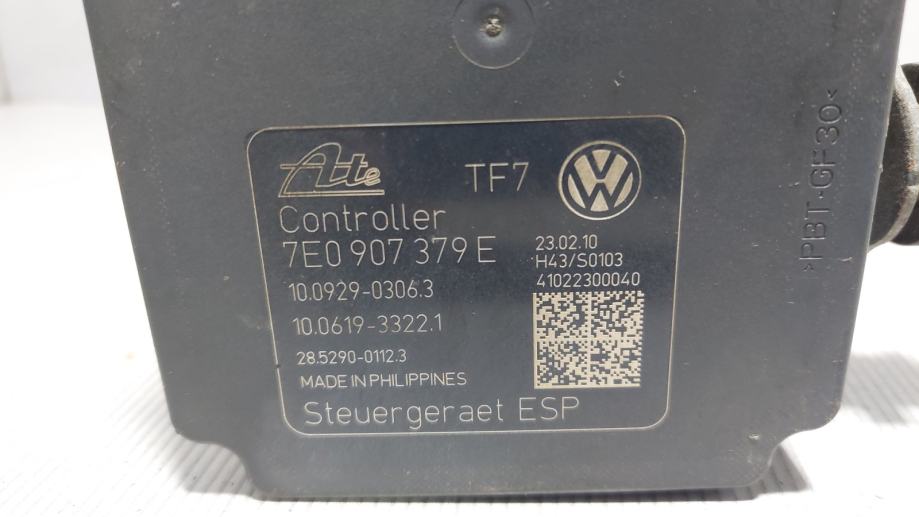 Ate TF7
Controller
7E0 907 379 E
23.02.10
H43/S0103
41022300040
10.0929-0306.3
10.0619-3322.1
28.5290-0112.3
MADE IN PHILIPPINES
Steuergeraet ESP
>PBT-GF30<